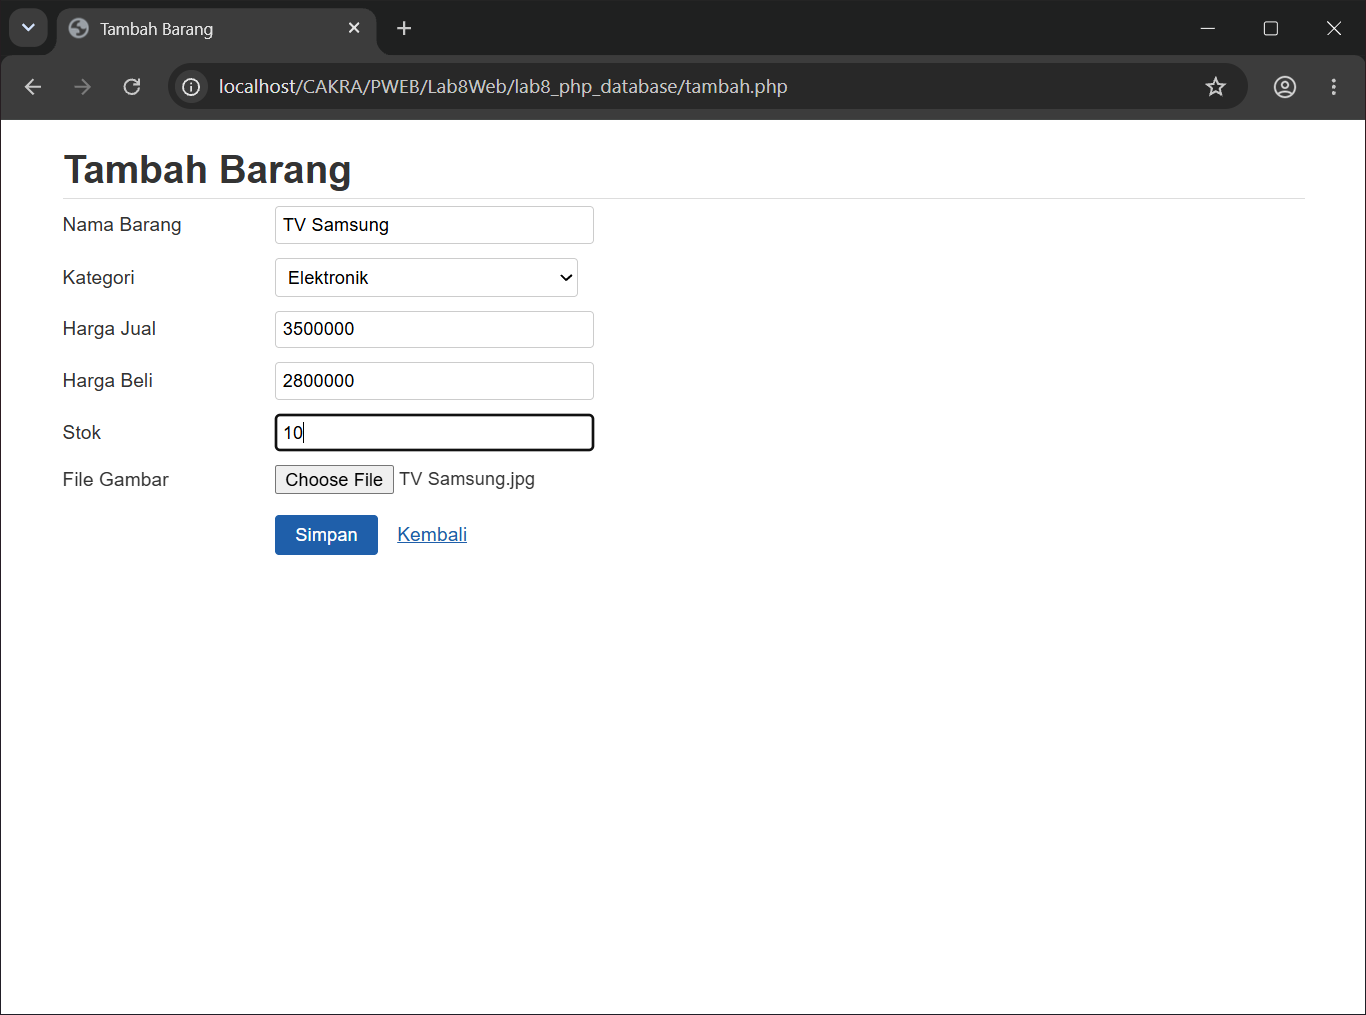 Tambah Barang
localhost/CAKRA/PWEB/Lab8Web/lab8_php_database/tambah.php
Tambah Barang
Nama Barang TV Samsung
Kategori Elektronik
Harga Jual 3500000
Harga Beli 2800000
Stok 10
File Gambar Choose File TV Samsung.jpg
Simpan Kembali